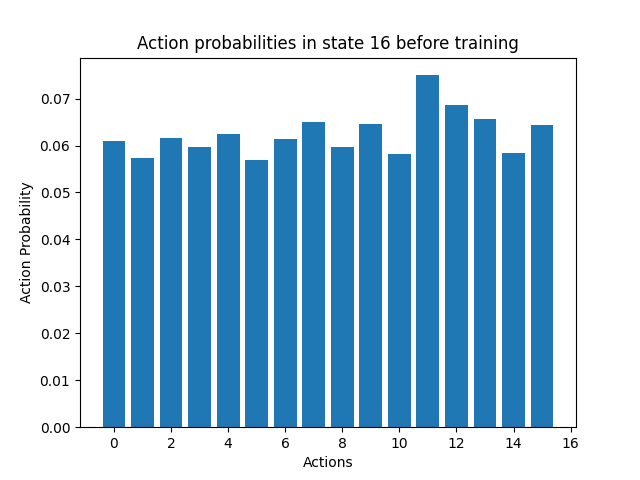 Action probabilities in state 16 before training
0.07
0.06
0.05
0.04
0.03
0.02
0.01
0.00
Action Probability
0 2 4 6 8 10 12 14 16
Actions